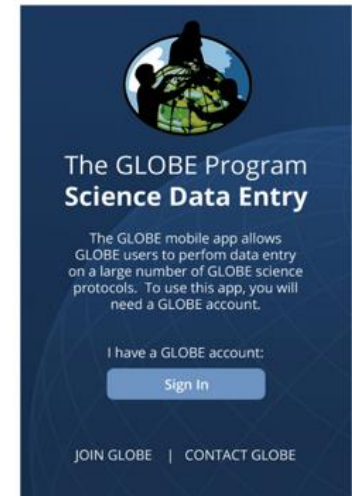 The GLOBE Program
Science Data Entry
The GLOBE mobile app allows
GLOBE users to perfom data entry
on a large number of GLOBE science
protocols. To use this app, you will
need a GLOBE account.
I have a GLOBE account:
Sign In
JOIN GLOBE | CONTACT GLOBE